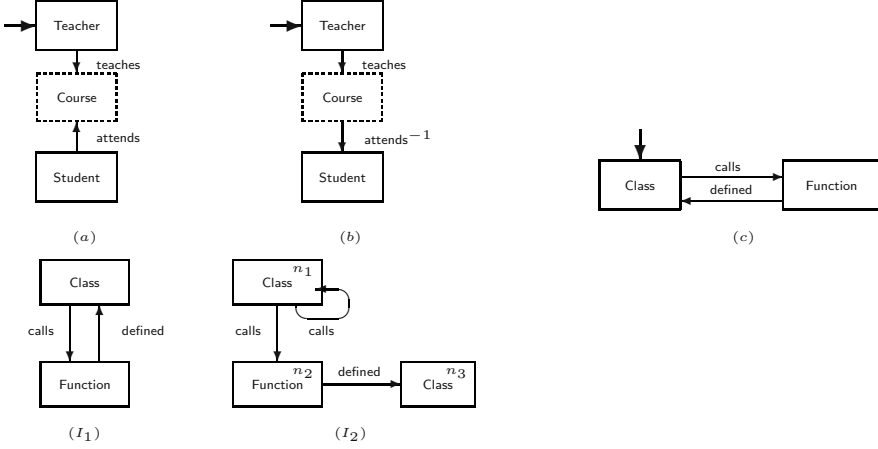 Teacher
teaches
Course
attends
Student
(a)
Teacher
teaches
Course
attends⁻¹
Student
(b)
Class
calls
defined
Function
(c)
Class
calls
defined
Function
(I₁)
Class n₁
calls
calls
Function n₂
defined
Class n₃
(I₂)